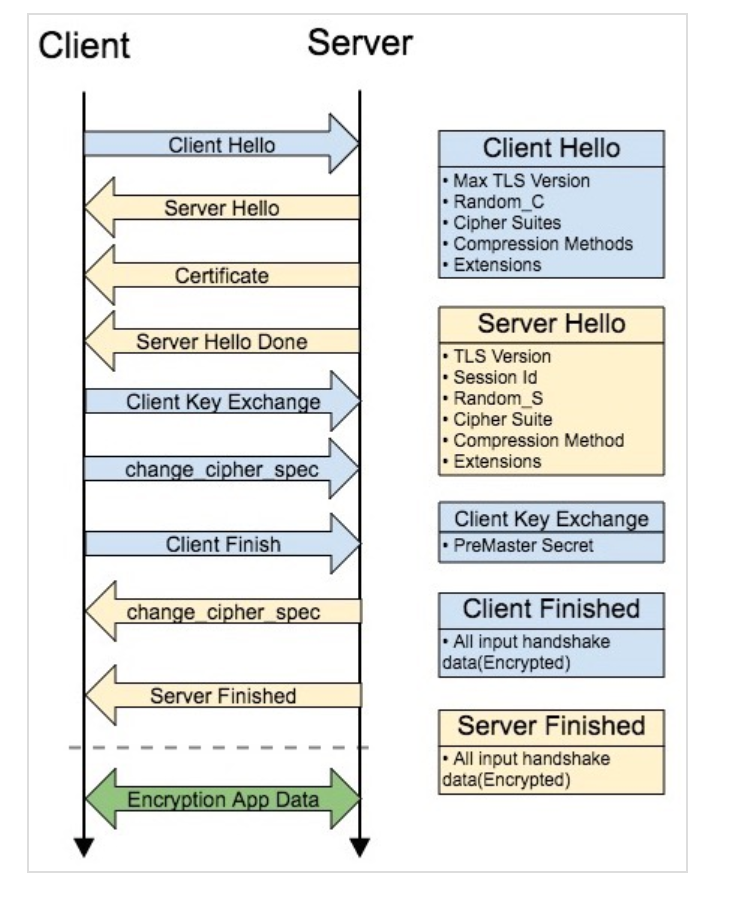 Client
Server
Client Hello
Server Hello
Certificate
Server Hello Done
Client Key Exchange
change_cipher_spec
Client Finish
change_cipher_spec
Server Finished
Encryption App Data
Client Hello
• Max TLS Version
• Random_C
• Cipher Suites
• Compression Methods
• Extensions
Server Hello
• TLS Version
• Session Id
• Random_S
• Cipher Suite
• Compression Method
• Extensions
Client Key Exchange
• PreMaster Secret
Client Finished
• All input handshake
data(Encrypted)
Server Finished
• All input handshake
data(Encrypted)